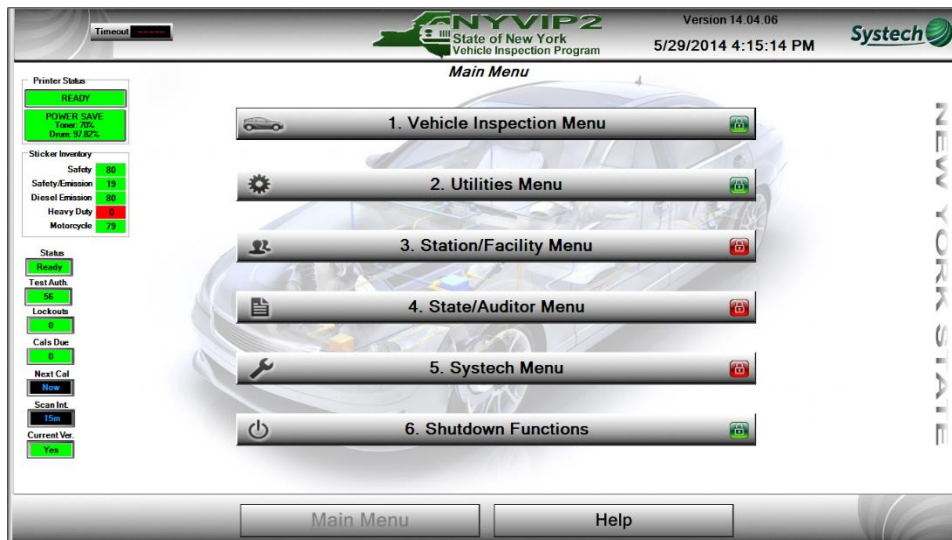 Timeout -----
NYVIP2
State of New York
Vehicle Inspection Program
Version 14.04.06
5/29/2014 4:15:14 PM
Systech
Main Menu
Printer Status
READY
POWER SAVE
Toner: 70%
Drum: 97.82%
Sticker Inventory
Safety 80
Safety/Emission 19
Diesel Emission 80
Heavy Duty 0
Motorcycle 79
Status
Ready
Test Auth.
56
Lockouts
0
Cals Due
0
Next Cal
Now
Scan Int.
15m
Current Ver.
Yes
1. Vehicle Inspection Menu
2. Utilities Menu
3. Station/Facility Menu
4. State/Auditor Menu
5. Systech Menu
6. Shutdown Functions
NEW YORK STATE
Main Menu
Help